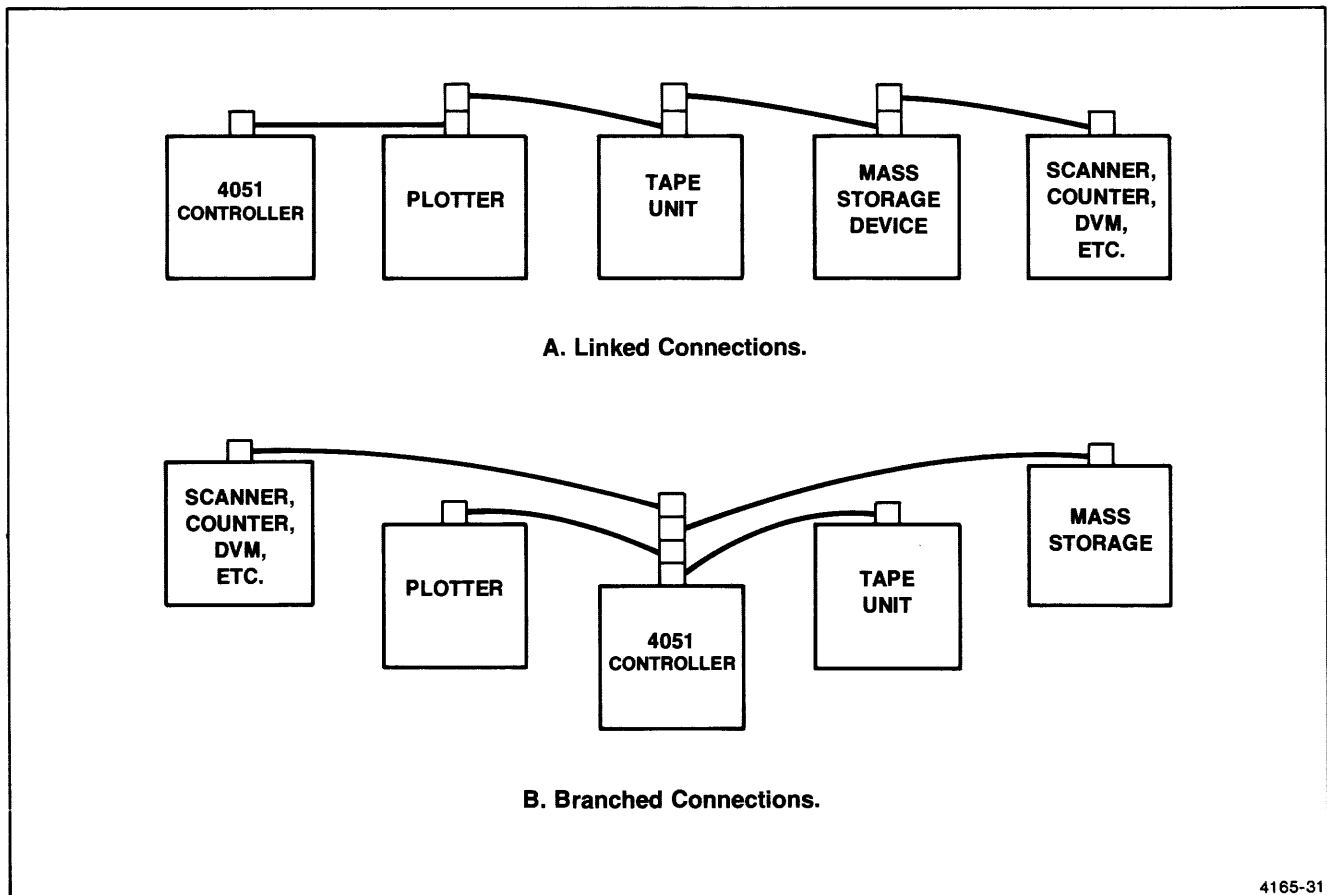 4051
CONTROLLER
PLOTTER
TAPE
UNIT
MASS
STORAGE
DEVICE
SCANNER,
COUNTER,
DVM,
ETC.
A. Linked Connections.
SCANNER,
COUNTER,
DVM,
ETC.
PLOTTER
4051
CONTROLLER
TAPE
UNIT
MASS
STORAGE
B. Branched Connections.
4165-31